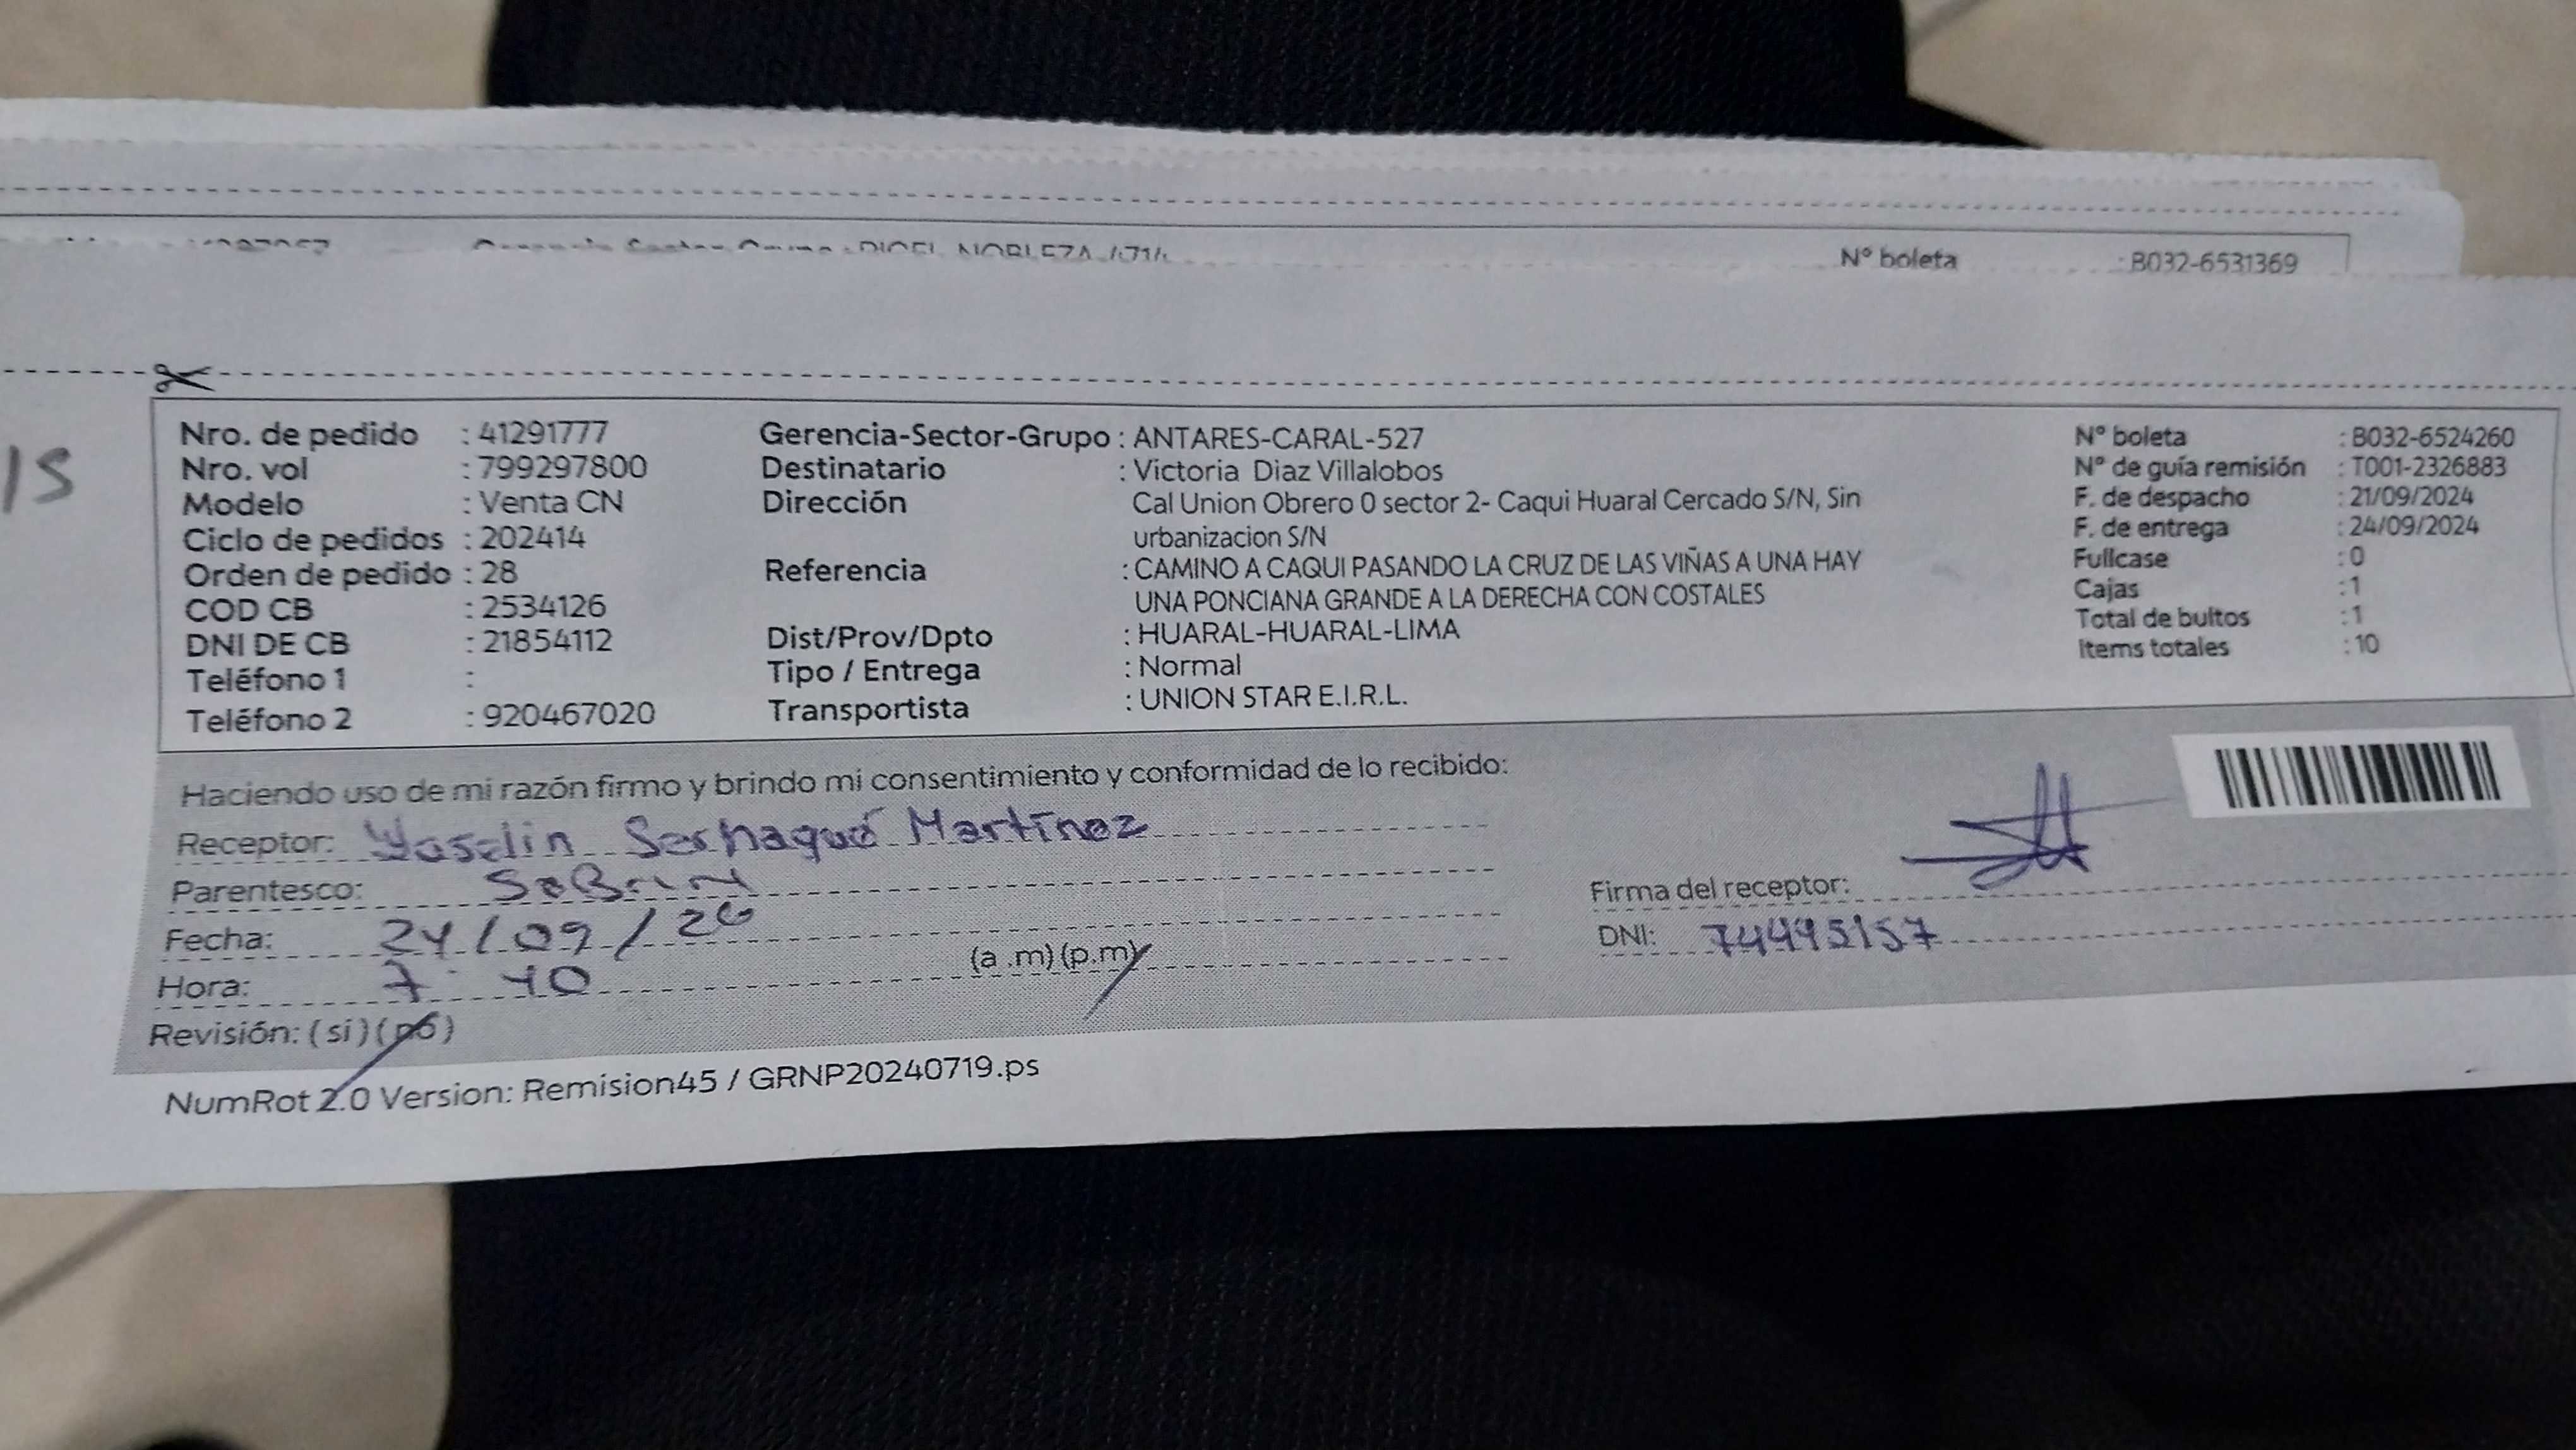 Nº boleta : B032-6531369
15
Nro. de pedido : 41291777
Nro. vol : 799297800
Modelo : Venta CN
Ciclo de pedidos : 202414
Orden de pedido : 28
COD CB : 2534126
DNI DE CB : 21854112
Teléfono 1 :
Teléfono 2 : 920467020
Gerencia-Sector-Grupo : ANTARES-CARAL-527
Destinatario : Victoria Diaz Villalobos
Dirección Cal Union Obrero 0 sector 2- Caqui Huaral Cercado S/N, Sin
urbanizacion S/N
Referencia : CAMINO A CAQUI PASANDO LA CRUZ DE LAS VIÑAS A UNA HAY
UNA PONCIANA GRANDE A LA DERECHA CON COSTALES
Dist/Prov/Dpto : HUARAL-HUARAL-LIMA
Tipo / Entrega : Normal
Transportista : UNION STAR E.I.R.L.
Nº boleta : B032-6524260
Nº de guía remisión : T001-2326883
F. de despacho : 21/09/2024
F. de entrega : 24/09/2024
Fullcase : 0
Cajas : 1
Total de bultos : 1
Items totales : 10
Haciendo uso de mi razón firmo y brindo mi consentimiento y conformidad de lo recibido:
Receptor: Yoselin Martínez
Parentesco:
Fecha: 24/09/
Hora: 7 40 (a .m) (p.m)
Revisión: (si) (no)
Firma del receptor:
DNI: 74495157
NumRot 2.0 Version: Remision45 / GRNP20240719.ps